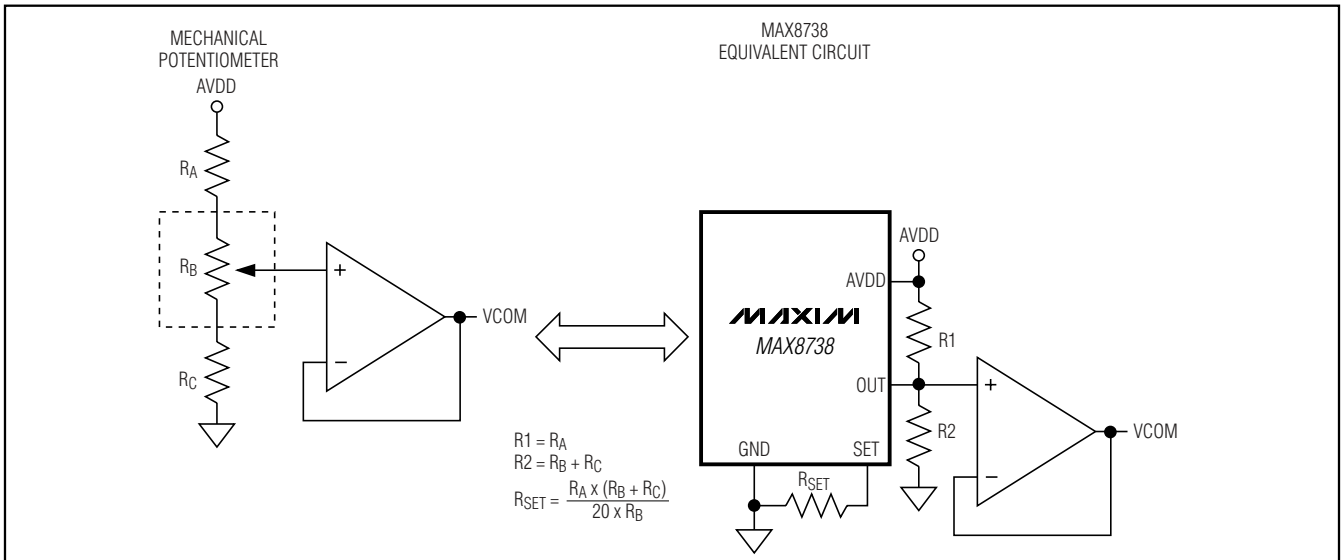 MECHANICAL
POTENTIOMETER
AVDD
RA
RB
RC
+
−
VCOM
MAX8738
EQUIVALENT CIRCUIT
AVDD
AVDD
MAXIM
MAX8738
R1
OUT
+
R2
−
VCOM
GND
SET
RSET
R1 = RA
R2 = RB + RC
RSET = RA x (RB + RC)
20 x RB